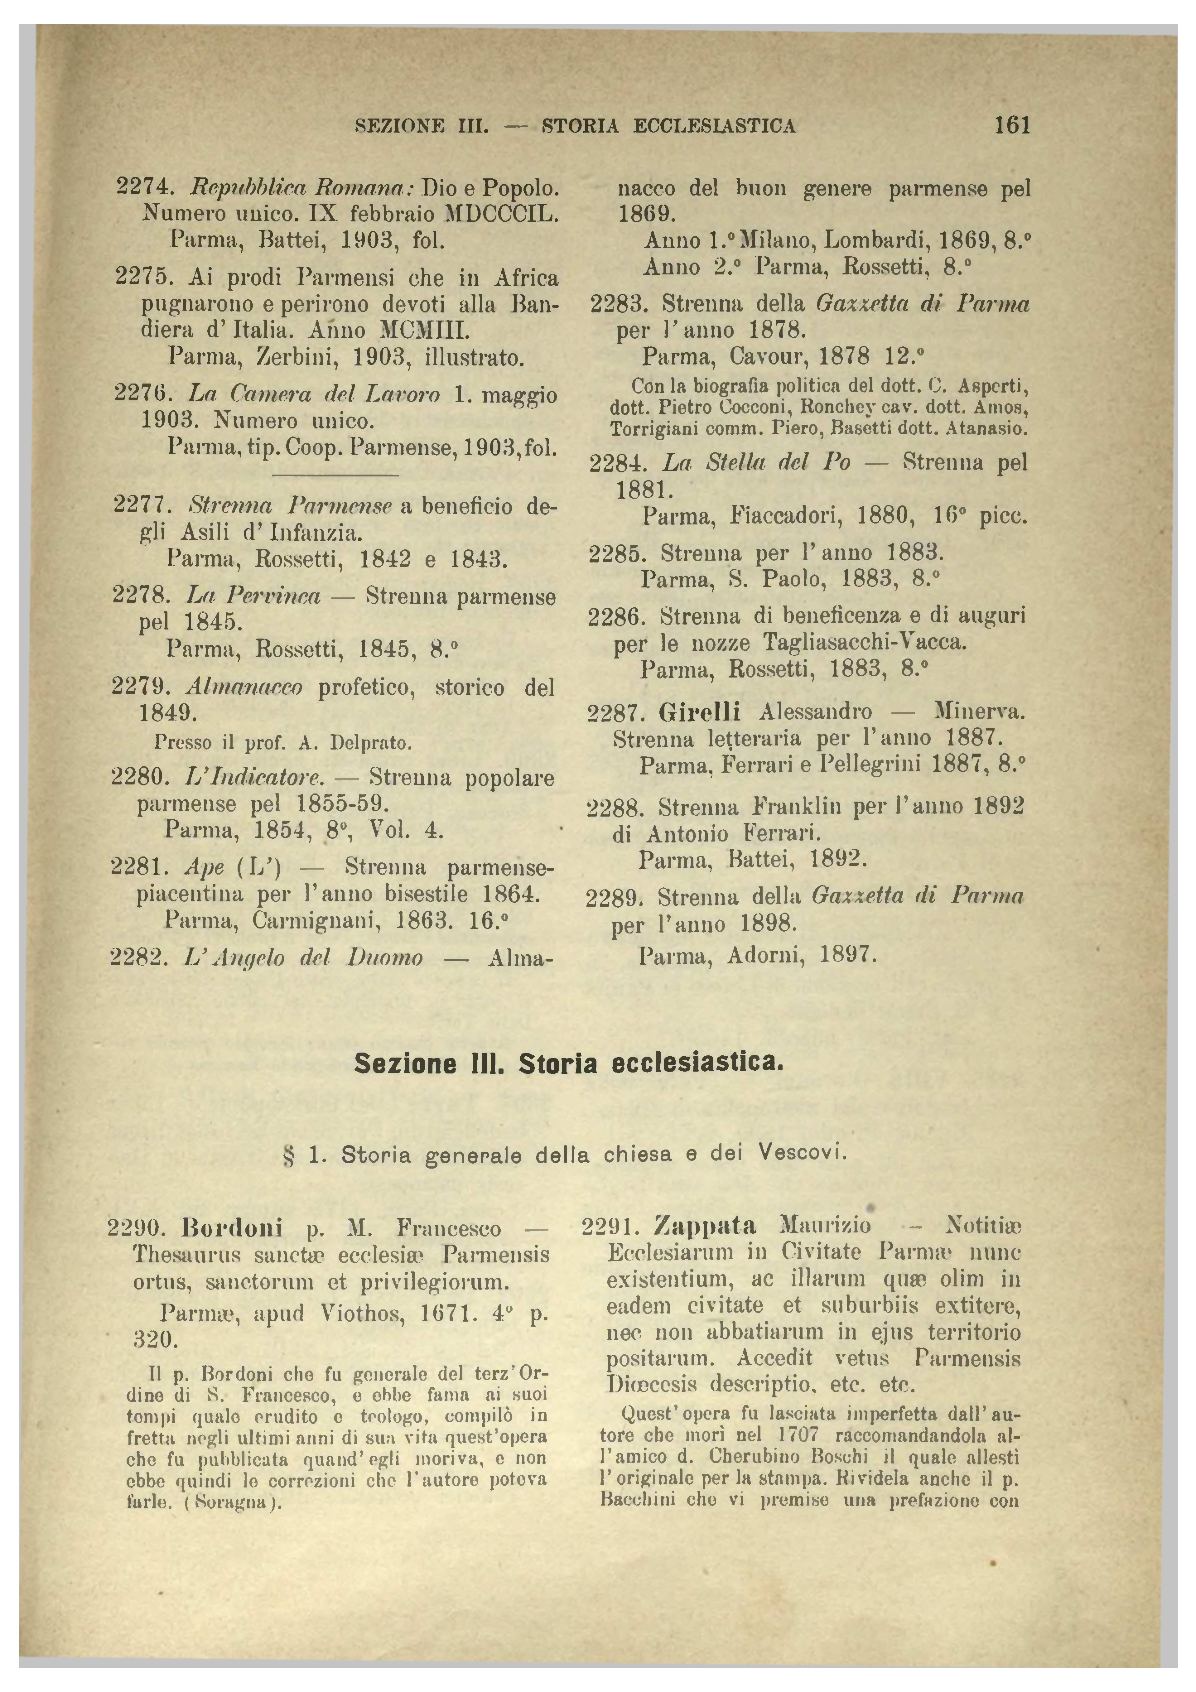 SEZIONE III. — STORIA ECCLESIASTICA 161
2274. Repubblica Romana: Dio e Popolo.
Numero unico. IX febbraio MDCCCIL.
Parma, Battei, 1903, fol.
2275. Ai prodi Parmensi che in Africa
pugnarono e perirono devoti alla Ban-
diera d' Italia. Anno MCMIII.
Parma, Zerbini, 1903, illustrato.
2276. La Camera del Lavoro 1. maggio
1903. Numero unico.
Parma, tip. Coop. Parmense, 1903, fol.
2277. Strenna Parmense a beneficio de-
gli Asili d' Infanzia.
Parma, Rossetti, 1842 e 1843.
2278. La Pervinca — Strenna parmense
pel 1845.
Parma, Rossetti, 1845, 8.º
2279. Almanacco profetico, storico del
1849.
Presso il prof. A. Delprato.
2280. L'Indicatore. — Strenna popolare
parmense pel 1855-59.
Parma, 1854, 8º, Vol. 4.
2281. Ape (L') — Strenna parmense-
piacentina per l'anno bisestile 1864.
Parma, Carmignani, 1863. 16.º
2282. L'Angelo del Duomo — Alma-
nacco del buon genere parmense pel
1869.
Anno 1.º Milano, Lombardi, 1869, 8.º
Anno 2.º Parma, Rossetti, 8.º
2283. Strenna della Gazzetta di Parma
per l'anno 1878.
Parma, Cavour, 1878 12.º
Con la biografia politica del dott. C. Asperti,
dott. Pietro Cocconi, Ronchey cav. dott. Amos,
Torrigiani comm. Piero, Basetti dott. Atanasio.
2284. La Stella del Po — Strenna pel
1881.
Parma, Fiaccadori, 1880, 16º picc.
2285. Strenna per l'anno 1883.
Parma, S. Paolo, 1883, 8.º
2286. Strenna di beneficenza e di auguri
per le nozze Tagliasacchi-Vacca.
Parma, Rossetti, 1883, 8.º
2287. Girelli Alessandro — Minerva.
Strenna letteraria per l'anno 1887.
Parma, Ferrari e Pellegrini 1887, 8.º
2288. Strenna Franklin per l'anno 1892
di Antonio Ferrari.
Parma, Battei, 1892.
2289. Strenna della Gazzetta di Parma
per l'anno 1898.
Parma, Adorni, 1897.
Sezione III. Storia ecclesiastica.
§ 1. Storia generale della chiesa e dei Vescovi.
2290. Bordoni p. M. Francesco —
Thesaurus sanctæ ecclesiæ Parmensis
ortus, sanctorum et privilegiorum.
Parmæ, apud Viothos, 1671. 4º p.
320.
Il p. Bordoni che fu generale del terz'Or-
dine di S. Francesco, e ebbe fama ai suoi
tempi quale erudito e teologo, compilò in
fretta negli ultimi anni di sua vita quest'opera
che fu pubblicata quand'egli moriva, e non
ebbe quindi le correzioni che l'autore poteva
farle. (Soragna).
2291. Zappata Maurizio — Notitiæ
Ecclesiarum in Civitate Parmæ nunc
existentium, ac illarum quæ olim in
eadem civitate et suburbiis extitere,
nec non abbatiarum in ejus territorio
positarum. Accedit vetus Parmensis
Diœcesis descriptio, etc. etc.
Quest'opera fu lasciata imperfetta dall'au-
tore che morì nel 1707 raccomandandola al-
l'amico d. Cherubino Boschi il quale allestì
l'originale per la stampa. Rividela anche il p.
Bacchini che vi premise una prefazione con